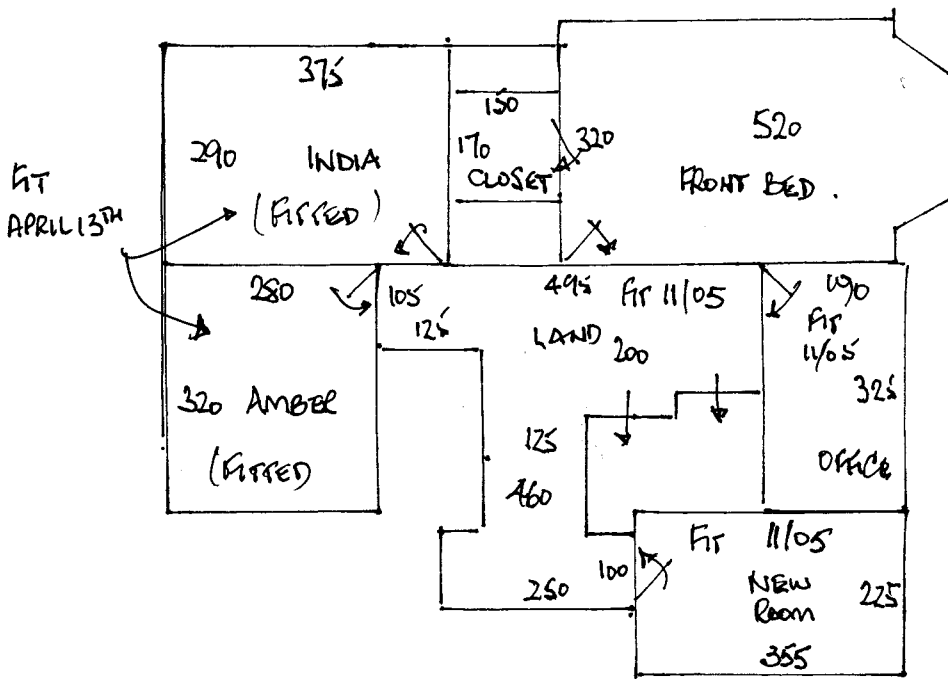 375
150
520
290 INDIA
170
320
CLOSET
FRONT BED.
FIT
APRIL 13TH
(FITTED)
280
105
495 FIT 11/05
190
FIT
11/05
125
LAND
200
325
320 AMBER
125
(FITTED)
460
OFFICE
FIT 11/05
100
NEW
ROOM
225
250
355